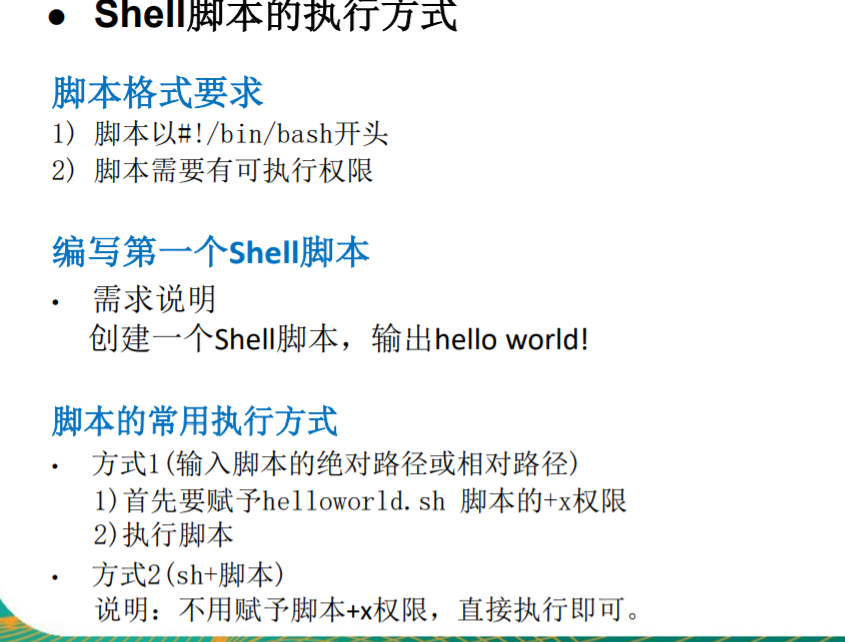 ● Shell脚本的执行方式
脚本格式要求
1) 脚本以#!/bin/bash开头
2) 脚本需要有可执行权限
编写第一个Shell脚本
· 需求说明
创建一个Shell脚本，输出hello world!
脚本的常用执行方式
· 方式1(输入脚本的绝对路径或相对路径)
1)首先要赋予helloworld.sh 脚本的+x权限
2)执行脚本
· 方式2(sh+脚本)
说明：不用赋予脚本+x权限，直接执行即可。